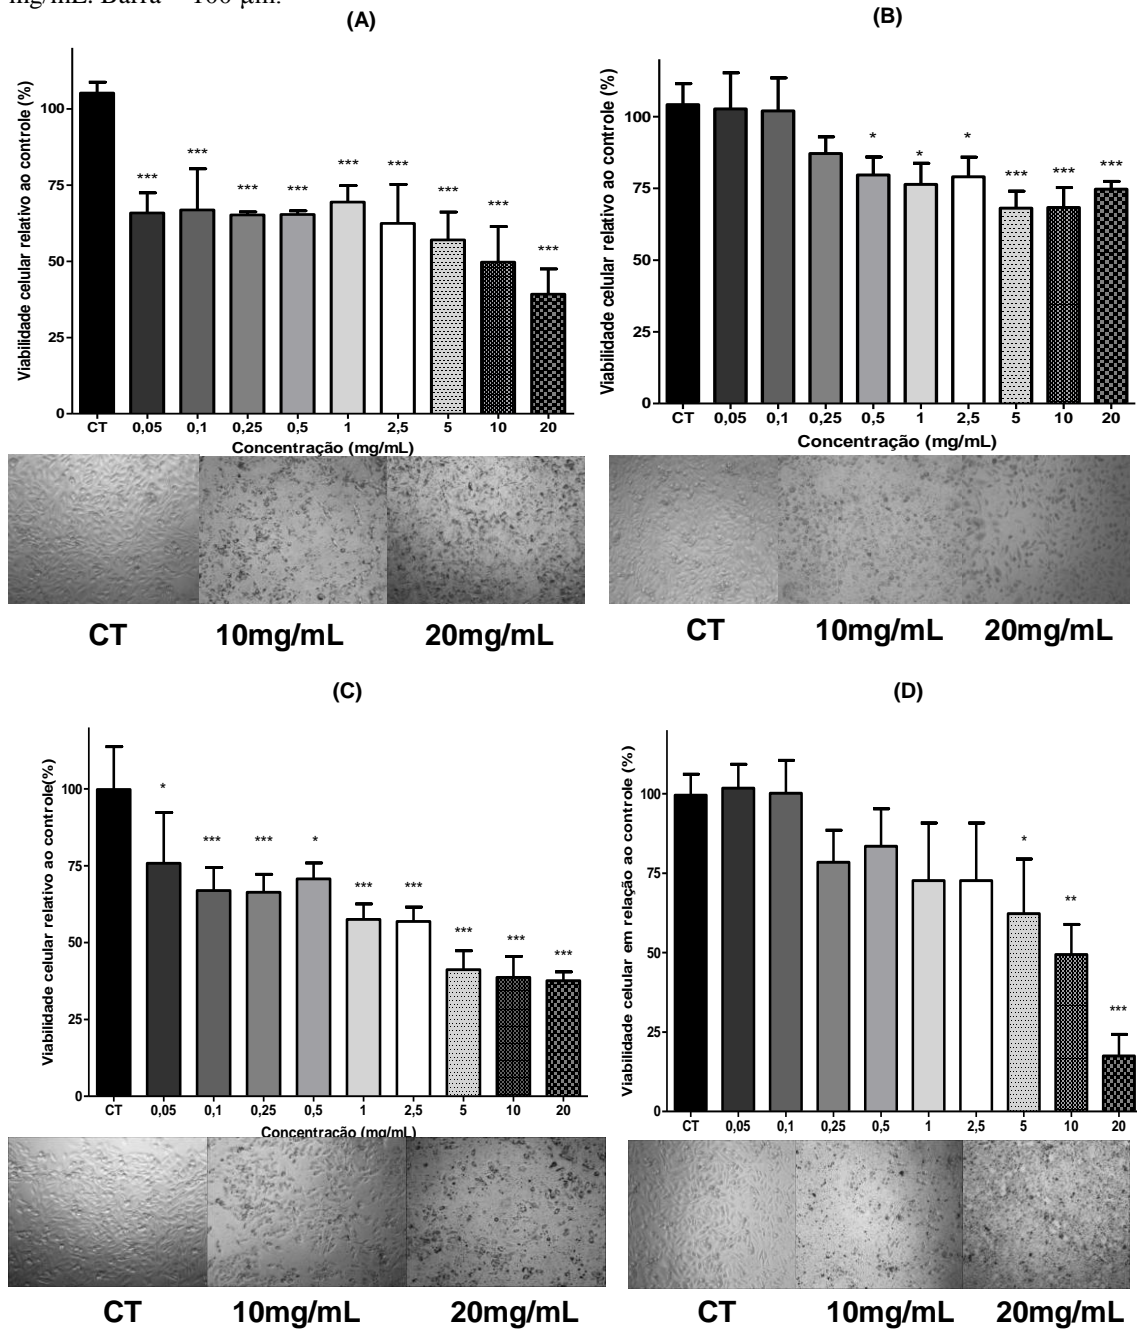 mg/mL. Barra = 100 µm.
(A)
Viabilidade celular relativo ao controle (%)
100
75
50
25
0
***
***
***
***
***
***
***
***
***
CT 0,05 0,1 0,25 0,5 1 2,5 5 10 20
Concentração (mg/mL)
CT 10mg/mL 20mg/mL
(B)
Viabilidade celular relativo ao controle (%)
100
75
50
25
0
*
*
*
***
***
***
CT 0,05 0,1 0,25 0,5 1 2,5 5 10 20
Concentração (mg/mL)
CT 10mg/mL 20mg/mL
(C)
Viabilidade celular relativo ao controle(%)
100
75
50
25
0
*
***
***
*
***
***
***
***
***
CT 0,05 0,1 0,25 0,5 1 2,5 5 10 20
Concentração (mg/mL)
CT 10mg/mL 20mg/mL
(D)
Viabilidade celular em relação ao controle (%)
100
75
50
25
0
*
**
***
CT 0,05 0,1 0,25 0,5 1 2,5 5 10 20
CT 10mg/mL 20mg/mL